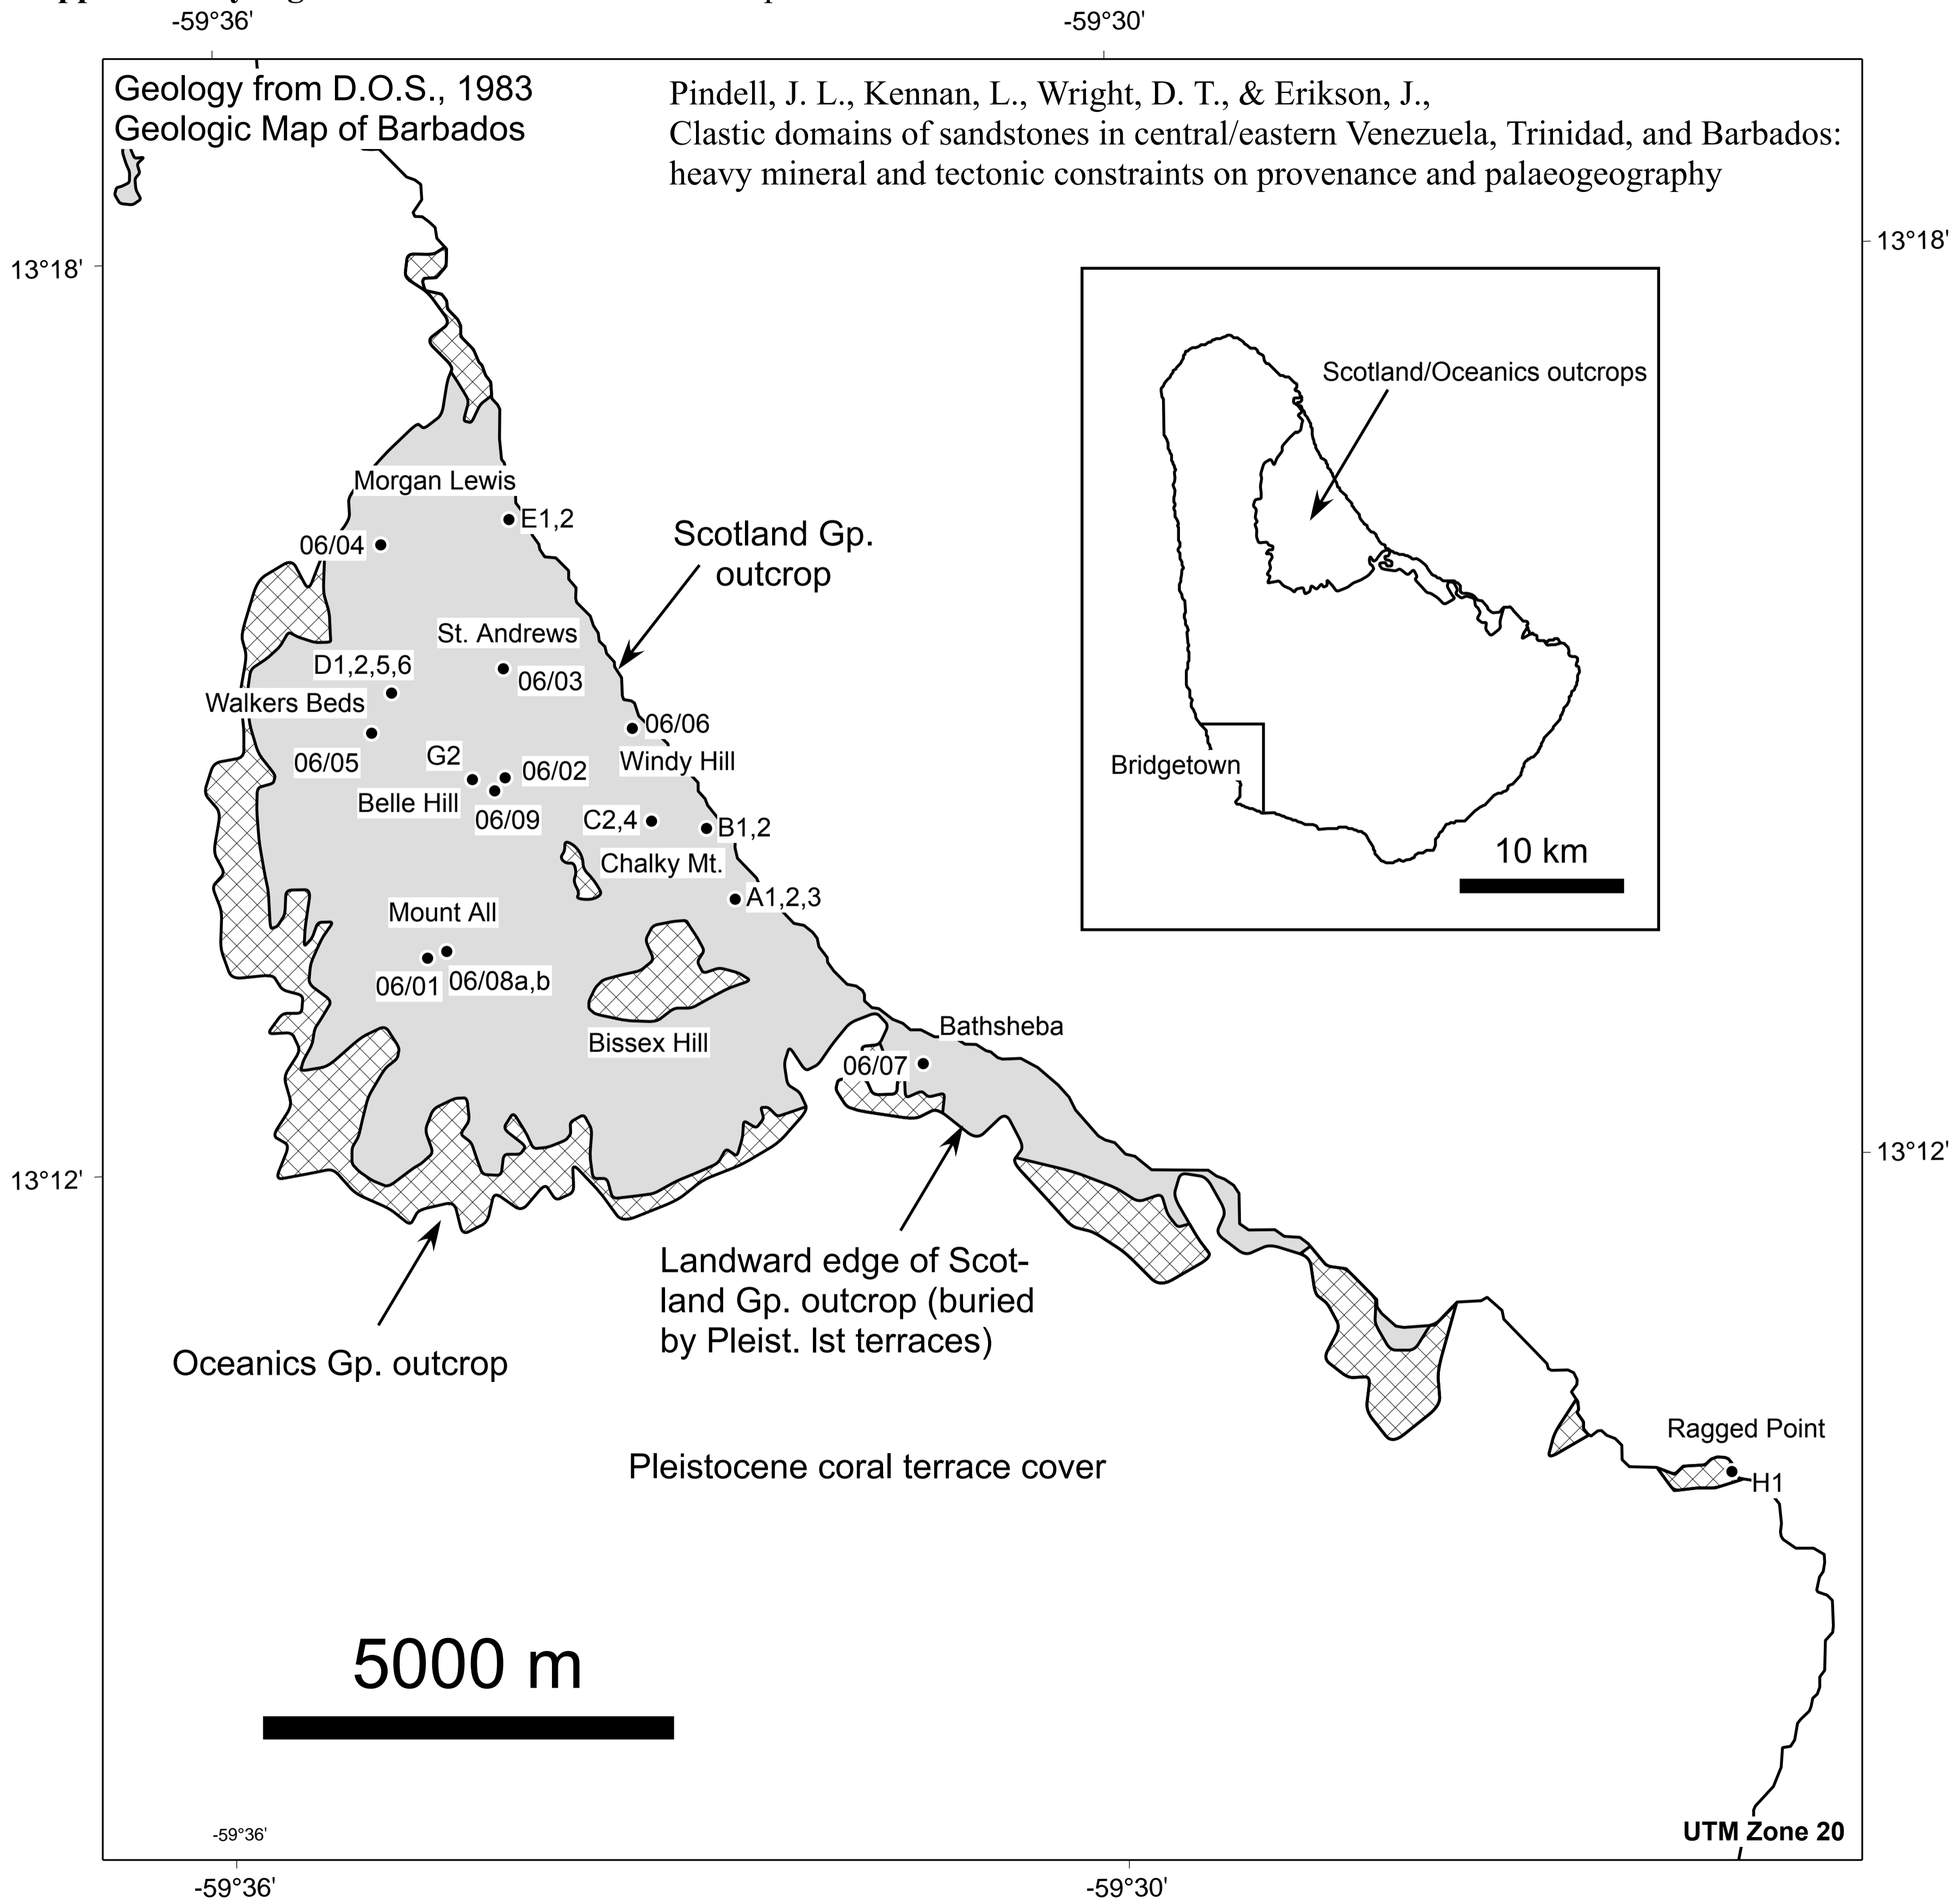 -59°36'
-59°30'
Geology from D.O.S., 1983
Geologic Map of Barbados
Pindell, J. L., Kennan, L., Wright, D. T., & Erikson, J.,
Clastic domains of sandstones in central/eastern Venezuela, Trinidad, and Barbados:
heavy mineral and tectonic constraints on provenance and palaeogeography
13°18'
13°18'
Scotland/Oceanics outcrops
Bridgetown
10 km
Morgan Lewis
E1,2
06/04
Scotland Gp.
outcrop
St. Andrews
D1,2,5,6
06/03
Walkers Beds
06/06
06/05
G2
06/02
Windy Hill
Belle Hill
06/09
C2,4
B1,2
Chalky Mt.
A1,2,3
Mount All
06/01
06/08a,b
Bissex Hill
Bathsheba
06/07
13°12'
13°12'
Landward edge of Scot-
land Gp. outcrop (buried
by Pleist. lst terraces)
Oceanics Gp. outcrop
Pleistocene coral terrace cover
Ragged Point
H1
5000 m
-59°36'
UTM Zone 20
-59°36'
-59°30'